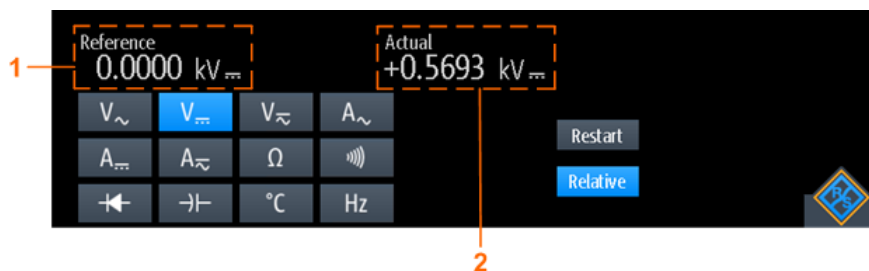 Reference
Actual
1
0.0000 kV ⎓
+0.5693 kV ⎓
V∼ V⎓ V⏦ A∼
Restart
A⎓ A⏦ Ω
Relative
°C Hz
R&S
2